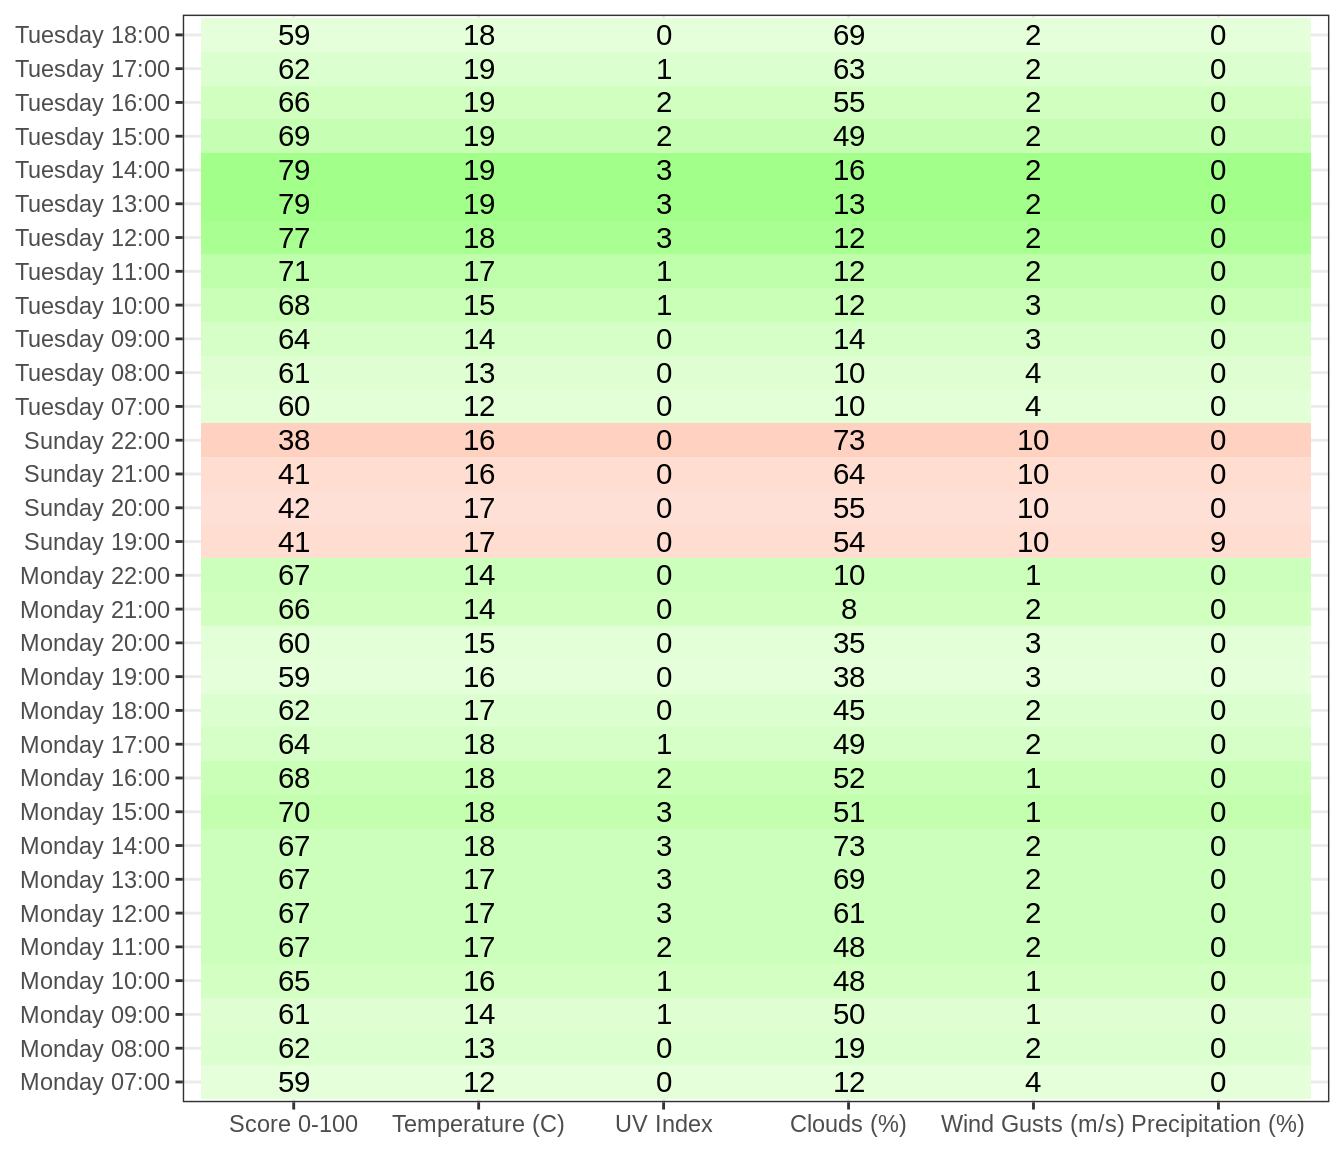 Tuesday 18:00 59 18 0 69 2 0
Tuesday 17:00 62 19 1 63 2 0
Tuesday 16:00 66 19 2 55 2 0
Tuesday 15:00 69 19 2 49 2 0
Tuesday 14:00 79 19 3 16 2 0
Tuesday 13:00 79 19 3 13 2 0
Tuesday 12:00 77 18 3 12 2 0
Tuesday 11:00 71 17 1 12 2 0
Tuesday 10:00 68 15 1 12 3 0
Tuesday 09:00 64 14 0 14 3 0
Tuesday 08:00 61 13 0 10 4 0
Tuesday 07:00 60 12 0 10 4 0
Sunday 22:00 38 16 0 73 10 0
Sunday 21:00 41 16 0 64 10 0
Sunday 20:00 42 17 0 55 10 0
Sunday 19:00 41 17 0 54 10 9
Monday 22:00 67 14 0 10 1 0
Monday 21:00 66 14 0 8 2 0
Monday 20:00 60 15 0 35 3 0
Monday 19:00 59 16 0 38 3 0
Monday 18:00 62 17 0 45 2 0
Monday 17:00 64 18 1 49 2 0
Monday 16:00 68 18 2 52 1 0
Monday 15:00 70 18 3 51 1 0
Monday 14:00 67 18 3 73 2 0
Monday 13:00 67 17 3 69 2 0
Monday 12:00 67 17 3 61 2 0
Monday 11:00 67 17 2 48 2 0
Monday 10:00 65 16 1 48 1 0
Monday 09:00 61 14 1 50 1 0
Monday 08:00 62 13 0 19 2 0
Monday 07:00 59 12 0 12 4 0
Score 0-100 Temperature (C) UV Index Clouds (%) Wind Gusts (m/s) Precipitation (%)